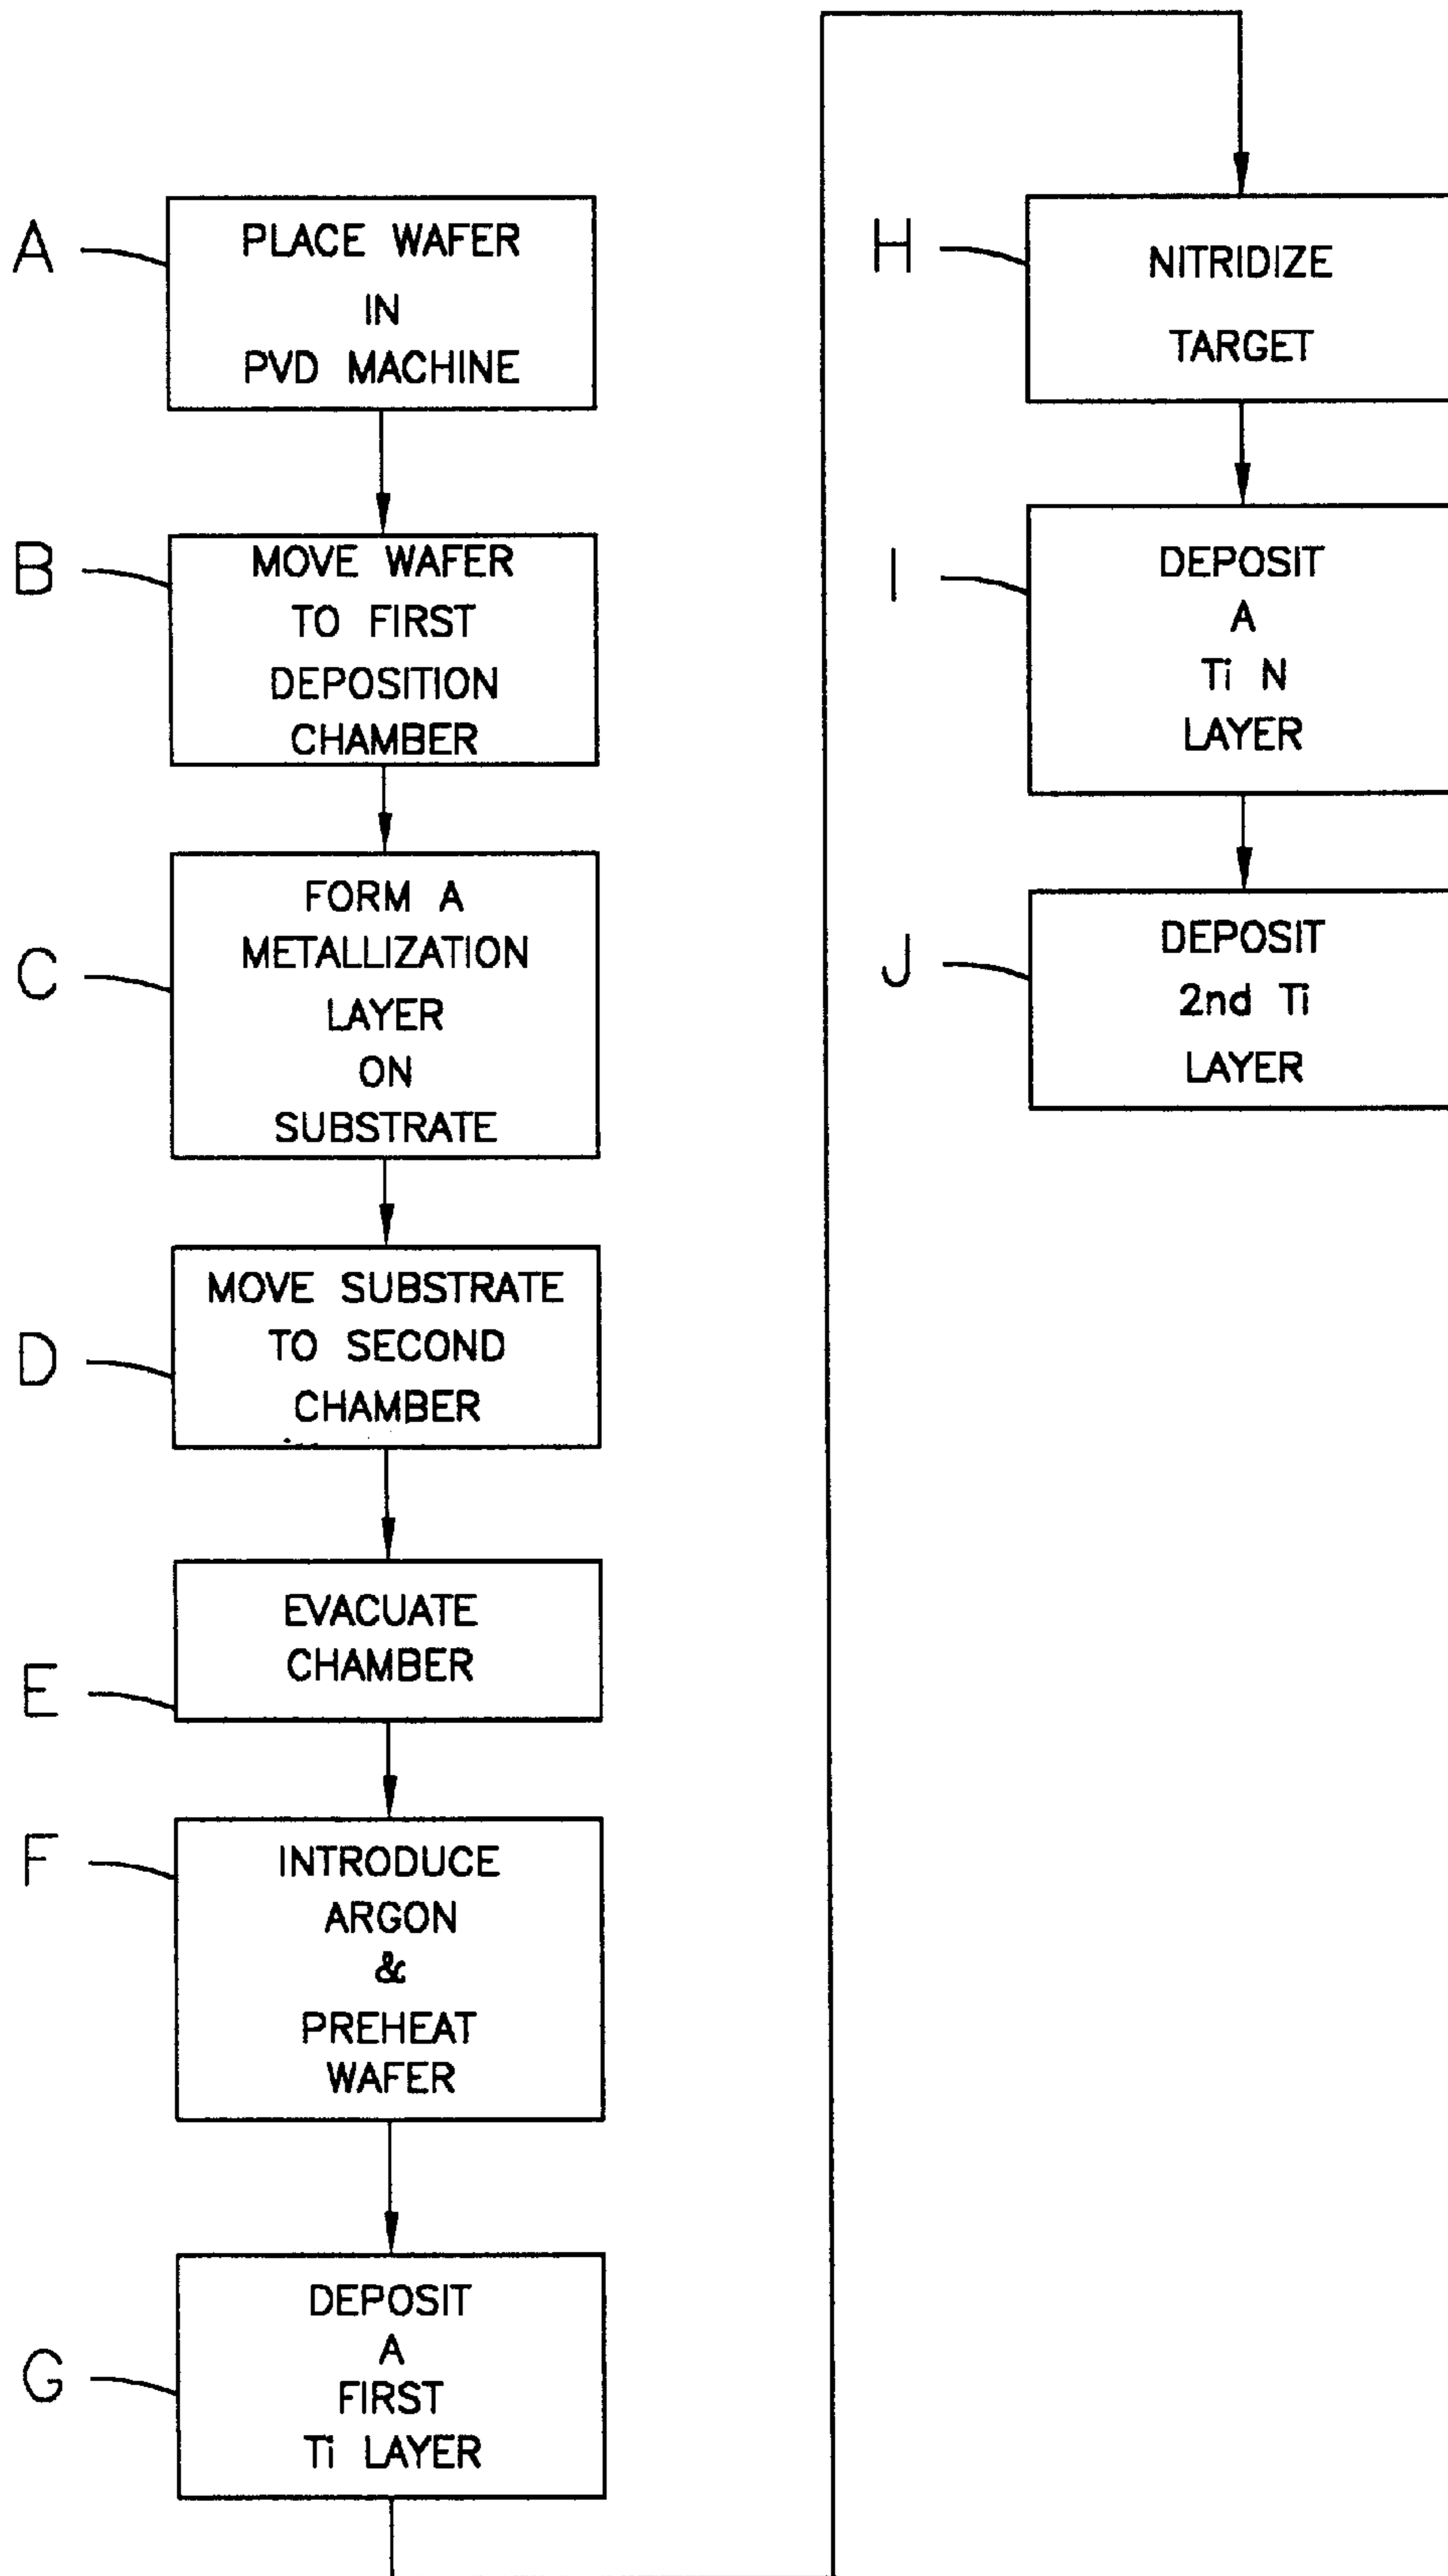 A
PLACE WAFER
IN
PVD MACHINE
B
MOVE WAFER
TO FIRST
DEPOSITION
CHAMBER
C
FORM A
METALLIZATION
LAYER
ON
SUBSTRATE
D
MOVE SUBSTRATE
TO SECOND
CHAMBER
E
EVACUATE
CHAMBER
F
INTRODUCE
ARGON
&
PREHEAT
WAFER
G
DEPOSIT
A
FIRST
Ti LAYER
H
NITRIDIZE
TARGET
I
DEPOSIT
A
Ti N
LAYER
J
DEPOSIT
2nd Ti
LAYER